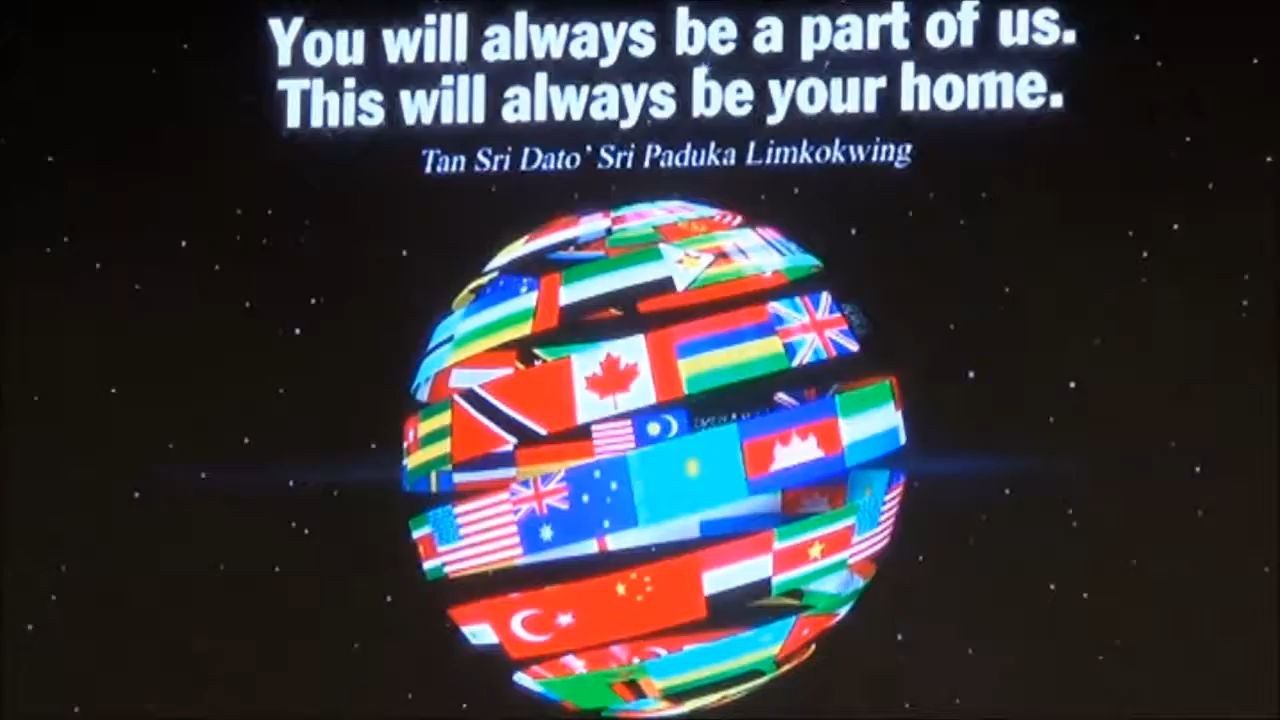 You will always be a part of us.
This will always be your home.
Tan Sri Dato' Sri Paduka Limkokwing